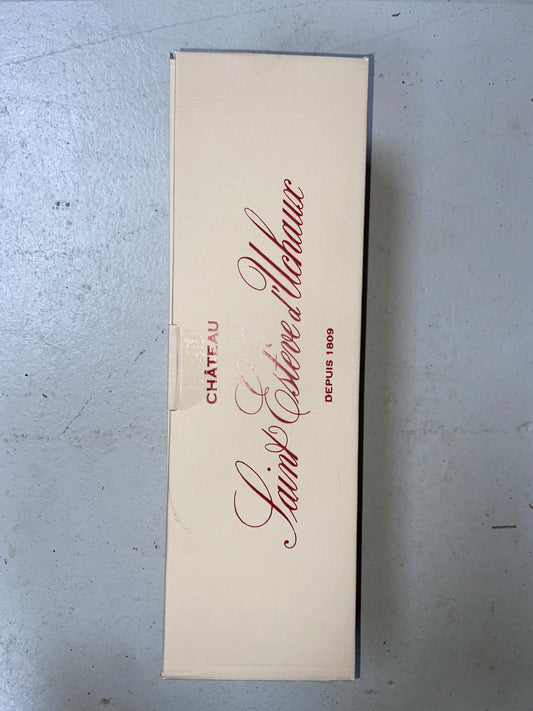 CHÂTEAU
Saint Estève d'Uchaux
DEPUIS 1809